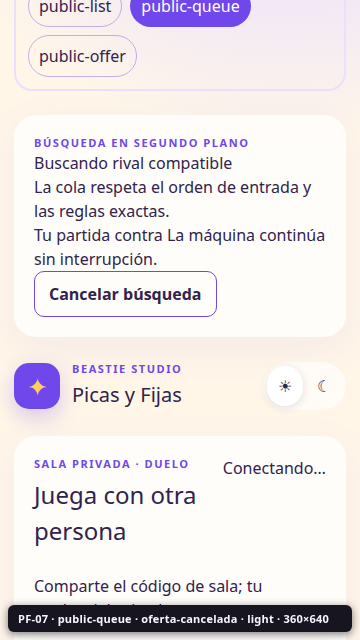 public-list public-queue
public-offer
BÚSQUEDA EN SEGUNDO PLANO
Buscando rival compatible
La cola respeta el orden de entrada y
las reglas exactas.
Tu partida contra La máquina continúa
sin interrupción.
Cancelar búsqueda
BEASTIE STUDIO
Picas y Fijas
SALA PRIVADA · DUELO
Conectando...
Juega con otra
persona
Comparte el código de sala; tu
PF-07 · public-queue · oferta-cancelada · light · 360×640